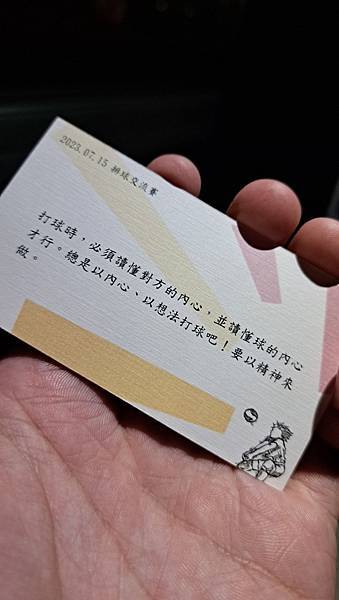 2023.07.15 排球交流賽
打球時，必須讀懂對方的內心，並讀懂球的內心
才行。總是以內心、以想法打球吧！要以精神來
做。